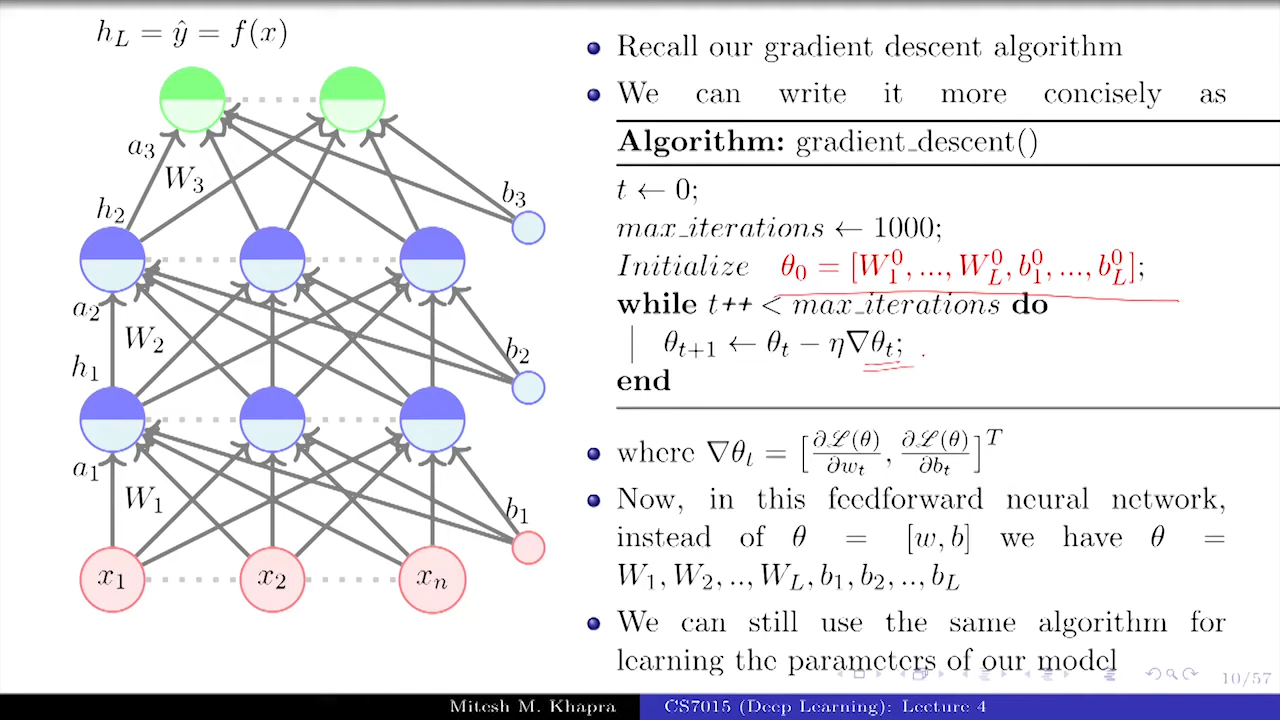 h_L = ŷ = f(x)
a_3
W_3
h_2
b_3
a_2
W_2
h_1
b_2
a_1
W_1
b_1
x_1 x_2 x_n
Recall our gradient descent algorithm
We can write it more concisely as
Algorithm: gradient_descent()
t ← 0;
max_iterations ← 1000;
Initialize θ_0 = [W_1^0, ..., W_L^0, b_1^0, ..., b_L^0];
while t++ < max_iterations do
θ_{t+1} ← θ_t − η∇θ_t;
end
where ∇θ_t = [∂ℒ(θ)/∂w_t, ∂ℒ(θ)/∂b_t]^T
Now, in this feedforward neural network,
instead of θ = [w, b] we have θ =
W_1, W_2, .., W_L, b_1, b_2, .., b_L
We can still use the same algorithm for
learning the parameters of our model
10/57
Mitesh M. Khapra CS7015 (Deep Learning): Lecture 4